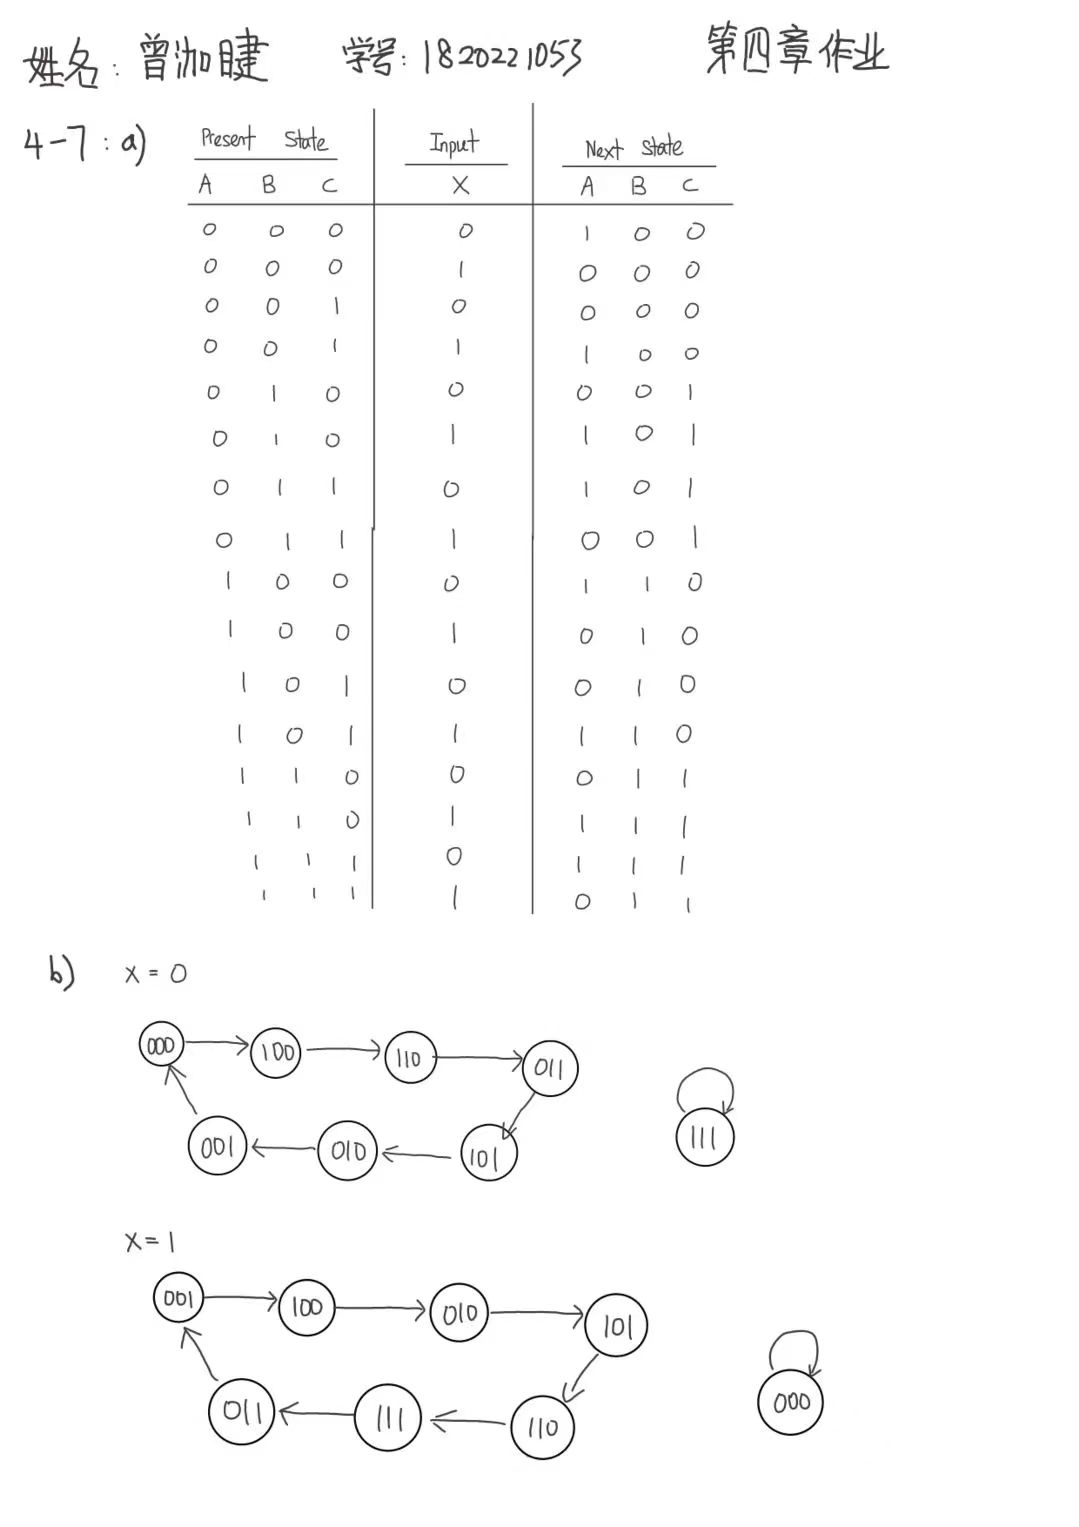 姓名：曾泇睫 学号：1820221053 第四章作业
4-7：a) Present State Input Next State
A B C X A B C
0 0 0 0 1 0 0
0 0 0 1 0 0 0
0 0 1 0 0 0 0
0 0 1 1 1 0 0
0 1 0 0 0 0 1
0 1 0 1 1 0 1
0 1 1 0 1 0 1
0 1 1 1 0 0 1
1 0 0 0 1 1 0
1 0 0 1 0 1 0
1 0 1 0 0 1 0
1 0 1 1 1 1 0
1 1 0 0 0 1 1
1 1 0 1 1 1 1
1 1 1 0 1 1 1
1 1 1 1 0 1 1
b) x = 0
000 100 110 011
001 010 101 111
x = 1
001 100 010 101
011 111 110 000